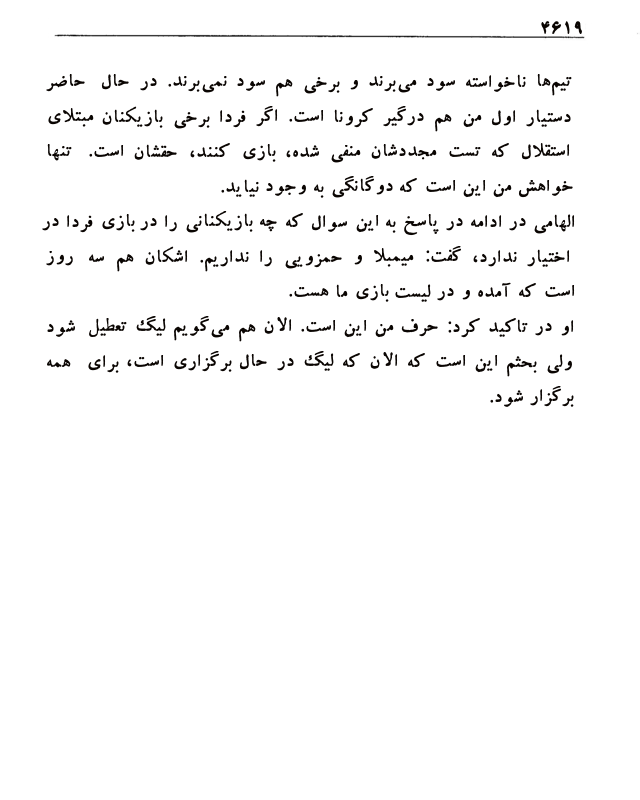 ۴۶۱۹
تیم‌ها ناخواسته سود می‌برند و برخی هم سود نمی‌برند. در حال حاضر
دستیار اول من هم درگیر کرونا است. اگر فردا برخی بازیکنان مبتلای
استقلال که تست مجددشان منفی شده، بازی کنند، حقشان است. تنها
خواهش من این است که دوگانگی به وجود نیاید.
الهامی در ادامه در پاسخ به این سوال که چه بازیکنانی را در بازی فردا در
اختیار ندارد، گفت: میمبلا و حمزویی را نداریم. اشکان هم سه روز
است که آمده و در لیست بازی ما هست.
او در تاکید کرد: حرف من این است. الان هم می‌گویم لیگ تعطیل شود
ولی بحثم این است که الان که لیگ در حال برگزاری است، برای همه
برگزار شود.